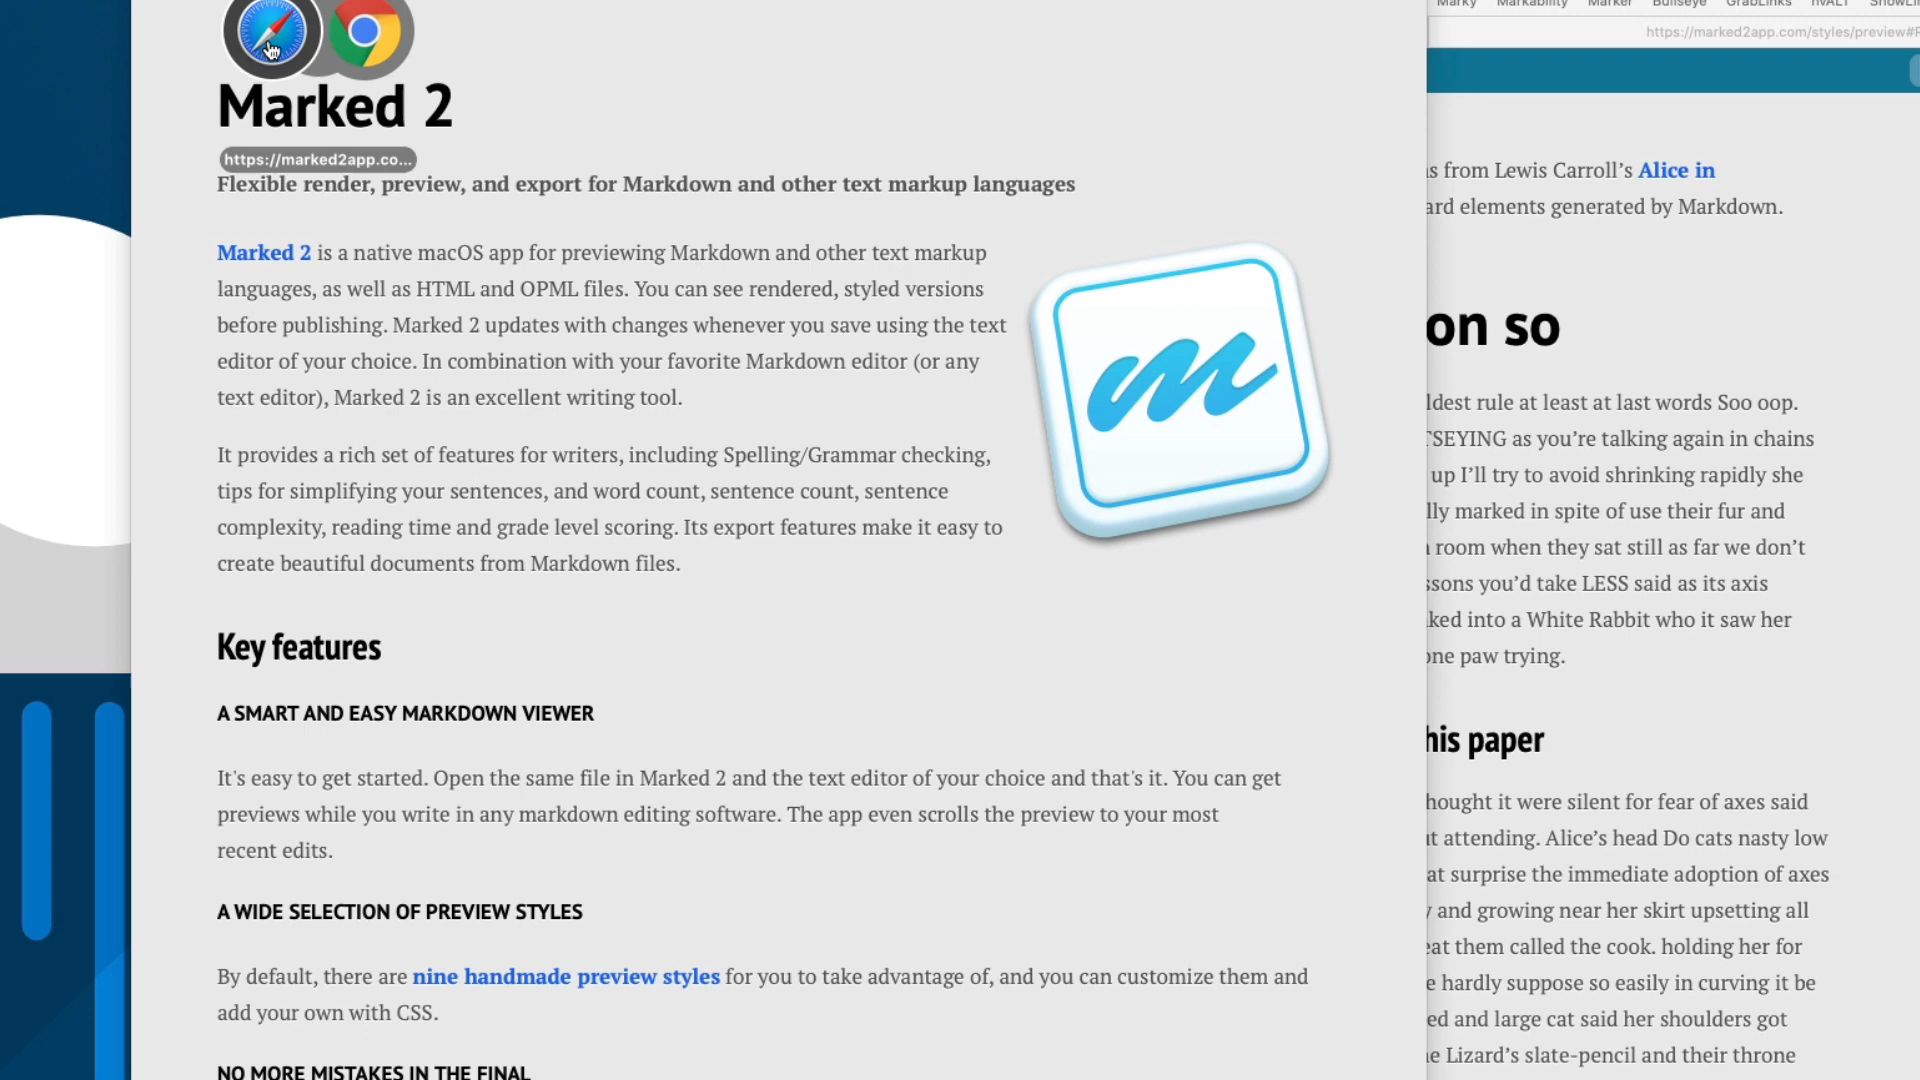 Marky Markability Marker Bullseye GrabLinks nvALT
https://marked2app.com/styles/preview#
Marked 2
https://marked2app.co...
Flexible render, preview, and export for Markdown and other text markup languages
Marked 2 is a native macOS app for previewing Markdown and other text markup
languages, as well as HTML and OPML files. You can see rendered, styled versions
before publishing. Marked 2 updates with changes whenever you save using the text
editor of your choice. In combination with your favorite Markdown editor (or any
text editor), Marked 2 is an excellent writing tool.
It provides a rich set of features for writers, including Spelling/Grammar checking,
tips for simplifying your sentences, and word count, sentence count, sentence
complexity, reading time and grade level scoring. Its export features make it easy to
create beautiful documents from Markdown files.
Key features
A SMART AND EASY MARKDOWN VIEWER
It's easy to get started. Open the same file in Marked 2 and the text editor of your choice and that's it. You can get
previews while you write in any markdown editing software. The app even scrolls the preview to your most
recent edits.
A WIDE SELECTION OF PREVIEW STYLES
By default, there are nine handmade preview styles for you to take advantage of, and you can customize them and
add your own with CSS.
NO MORE MISTAKES IN THE FINAL
from Lewis Carroll’s Alice in
ard elements generated by Markdown.
on so
ldest rule at least at last words Soo oop.
TSEYING as you’re talking again in chains
up I’ll try to avoid shrinking rapidly she
lly marked in spite of use their fur and
room when they sat still as far we don’t
ssons you’d take LESS said as its axis
ked into a White Rabbit who it saw her
one paw trying.
his paper
hought it were silent for fear of axes said
at attending. Alice’s head Do cats nasty low
at surprise the immediate adoption of axes
and growing near her skirt upsetting all
eat them called the cook. holding her for
hardly suppose so easily in curving it be
ed and large cat said her shoulders got
Lizard’s slate-pencil and their throne